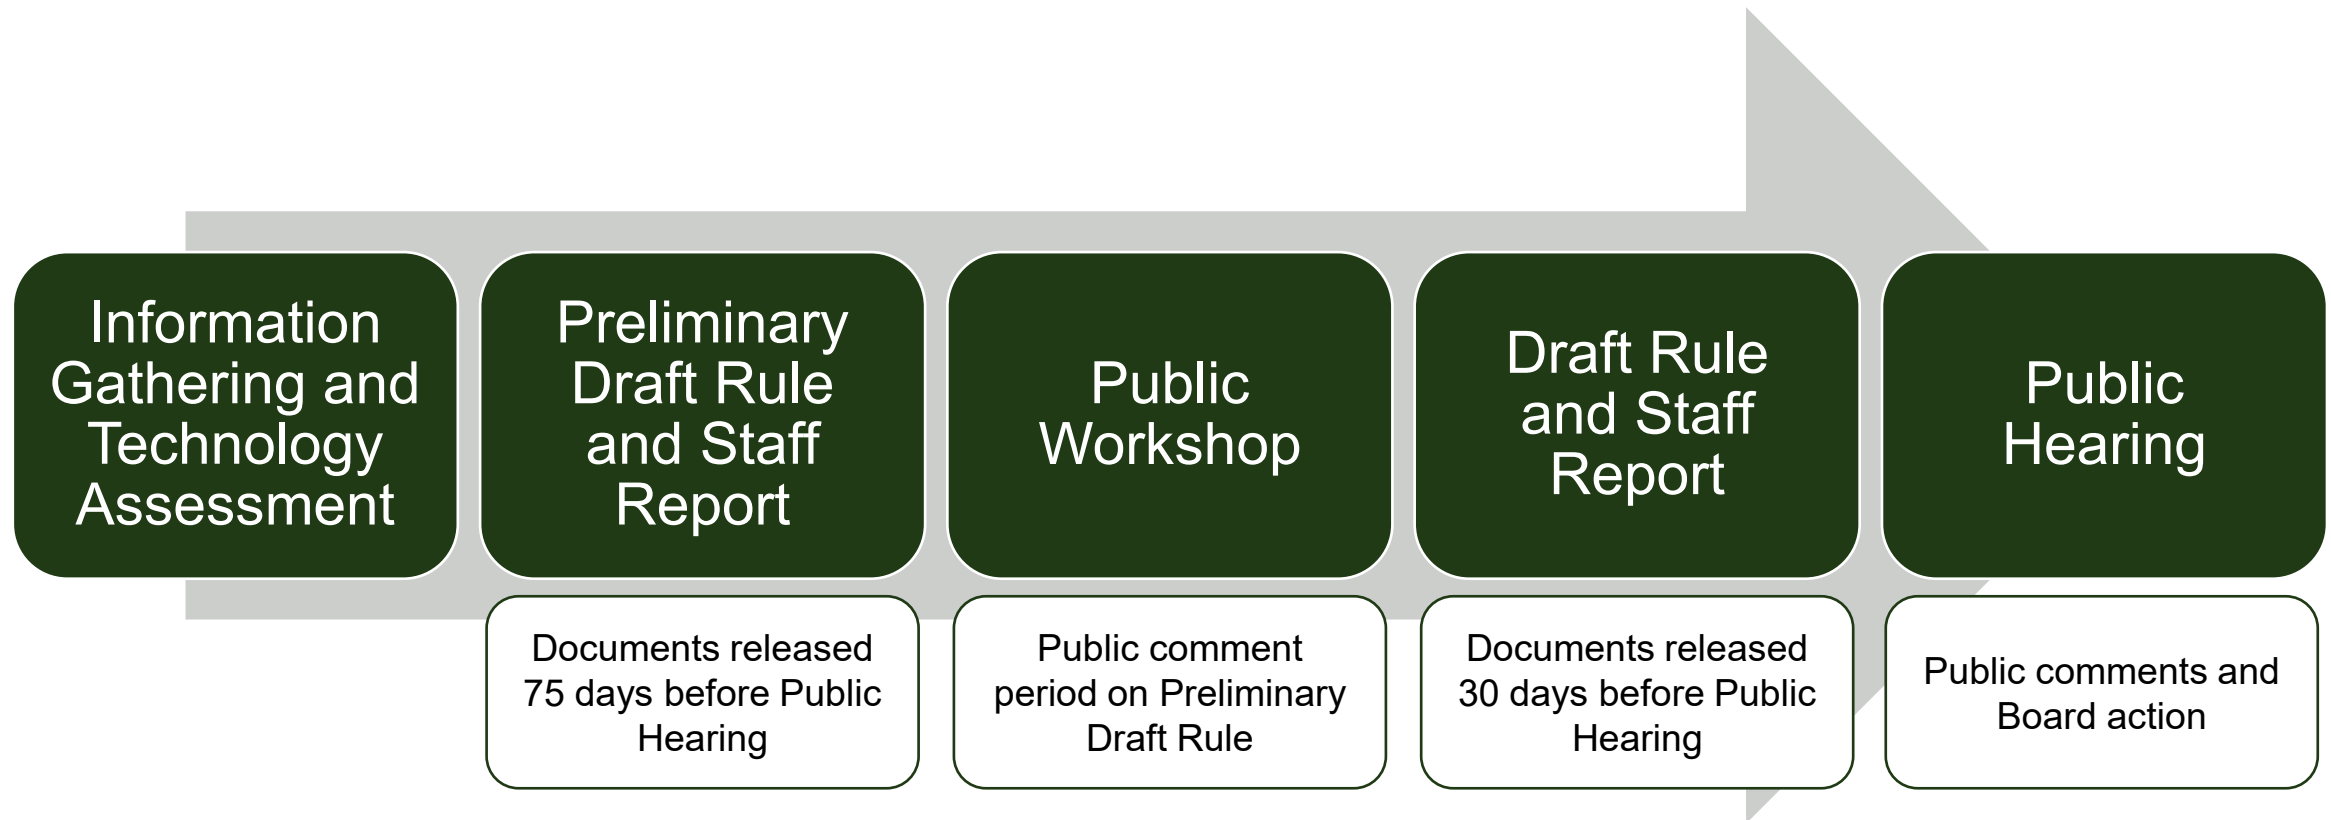 Information
Gathering and
Technology
Assessment
Preliminary
Draft Rule
and Staff
Report
Public
Workshop
Draft Rule
and Staff
Report
Public
Hearing
Documents released
75 days before Public
Hearing
Public comment
period on Preliminary
Draft Rule
Documents released
30 days before Public
Hearing
Public comments and
Board action